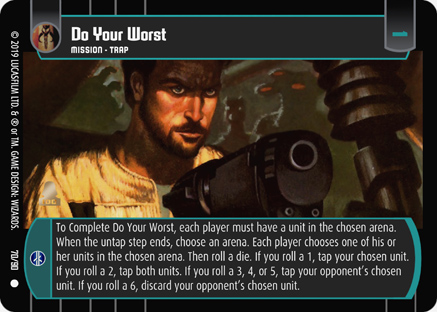 Do Your Worst
MISSION - TRAP
1
© 2019 LUCASFILM LTD. & ® or TM. GAME DESIGN: WIZARDS.
70/90
To Complete Do Your Worst, each player must have a unit in the chosen arena.
When the untap step ends, choose an arena. Each player chooses one of his or
her units in the chosen arena. Then roll a die. If you roll a 1, tap your chosen unit.
If you roll a 2, tap both units. If you roll a 3, 4, or 5, tap your opponent's chosen
unit. If you roll a 6, discard your opponent's chosen unit.